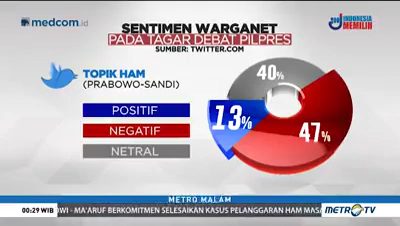 medcom.id
SENTIMEN WARGANET
PADA TAGAR DEBAT PILPRES
SUMBER: TWITTER.COM
INDONESIA
MEMILIH
TOPIK HAM
(PRABOWO-SANDI)
POSITIF
NEGATIF
NETRAL
40%
13%
47%
METRO MALAM
00:29 WIB
OWI - MA'ARUF BERKOMITMEN SELESAIKAN KASUS PELANGGARAN HAM MASA
METRO TV